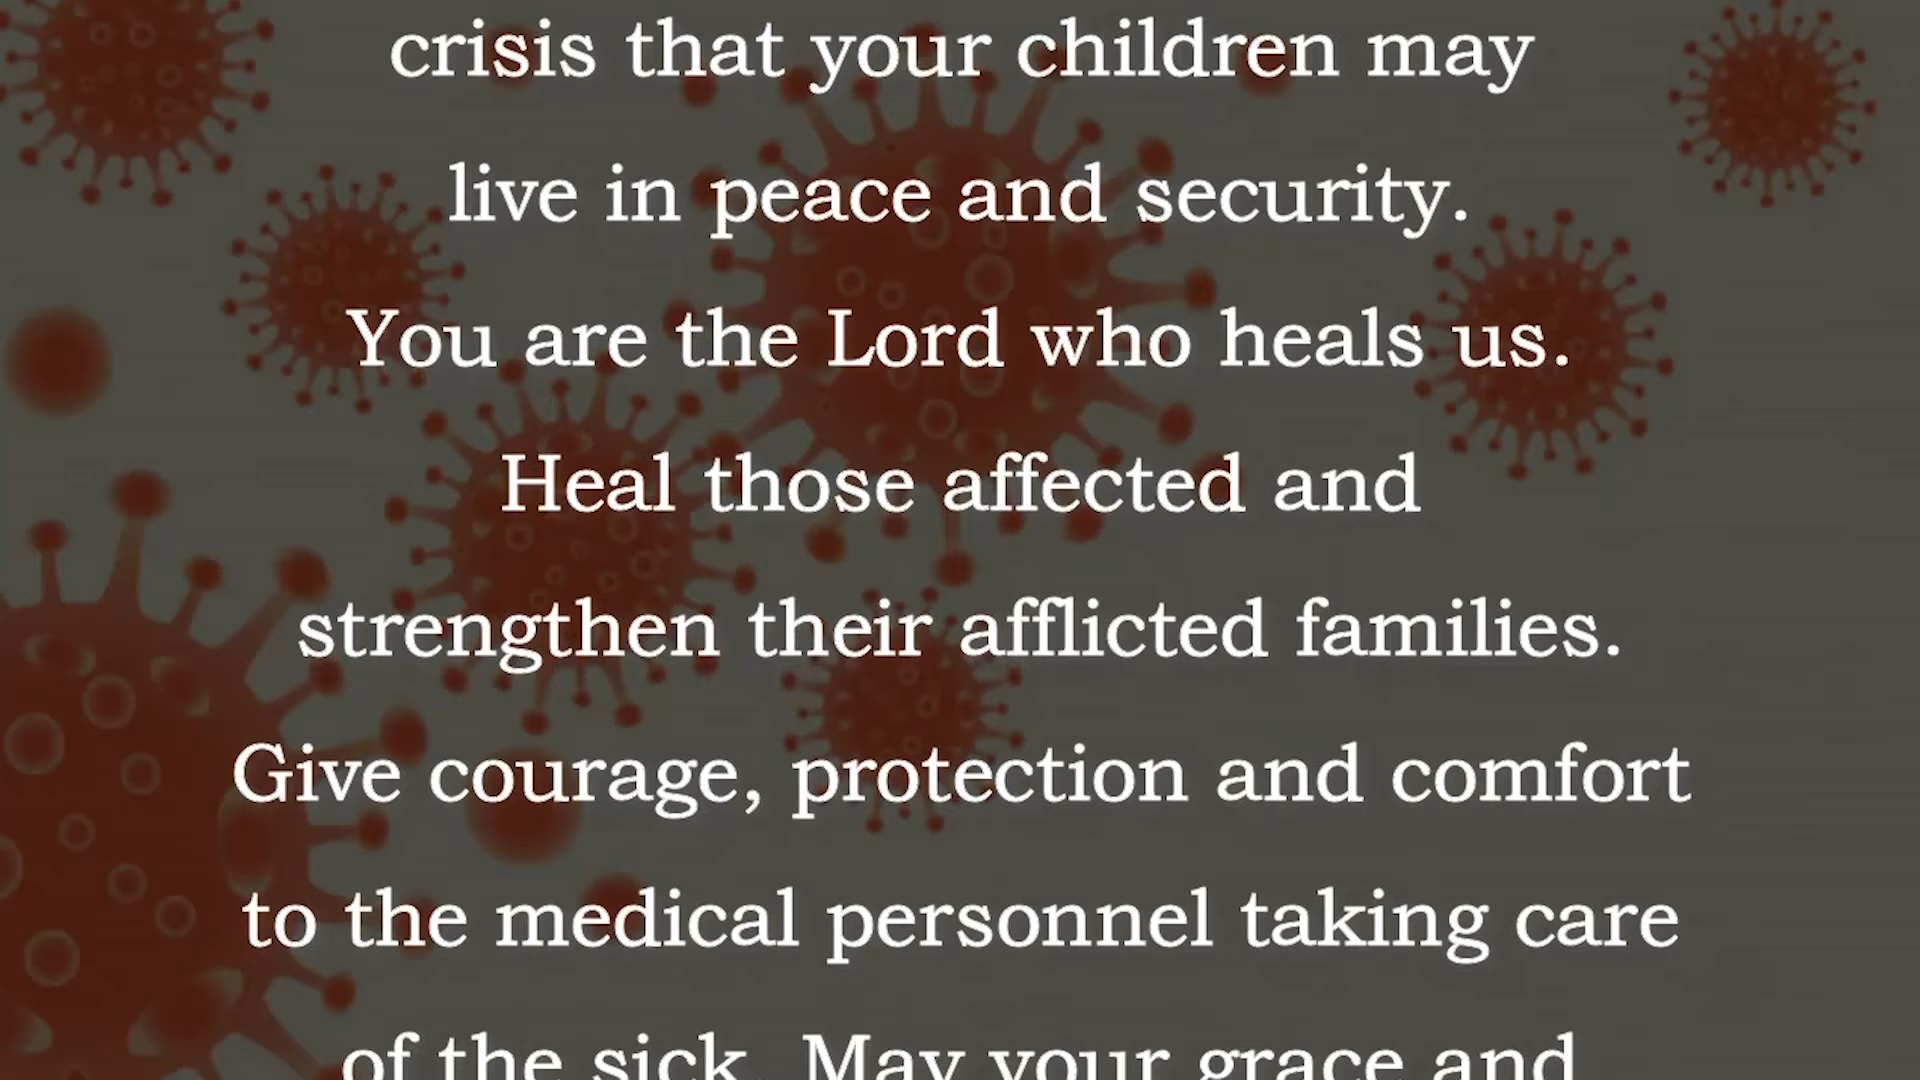 crisis that your children may
live in peace and security.
You are the Lord who heals us.
Heal those affected and
strengthen their afflicted families.
Give courage, protection and comfort
to the medical personnel taking care
of the sick. May your grace and